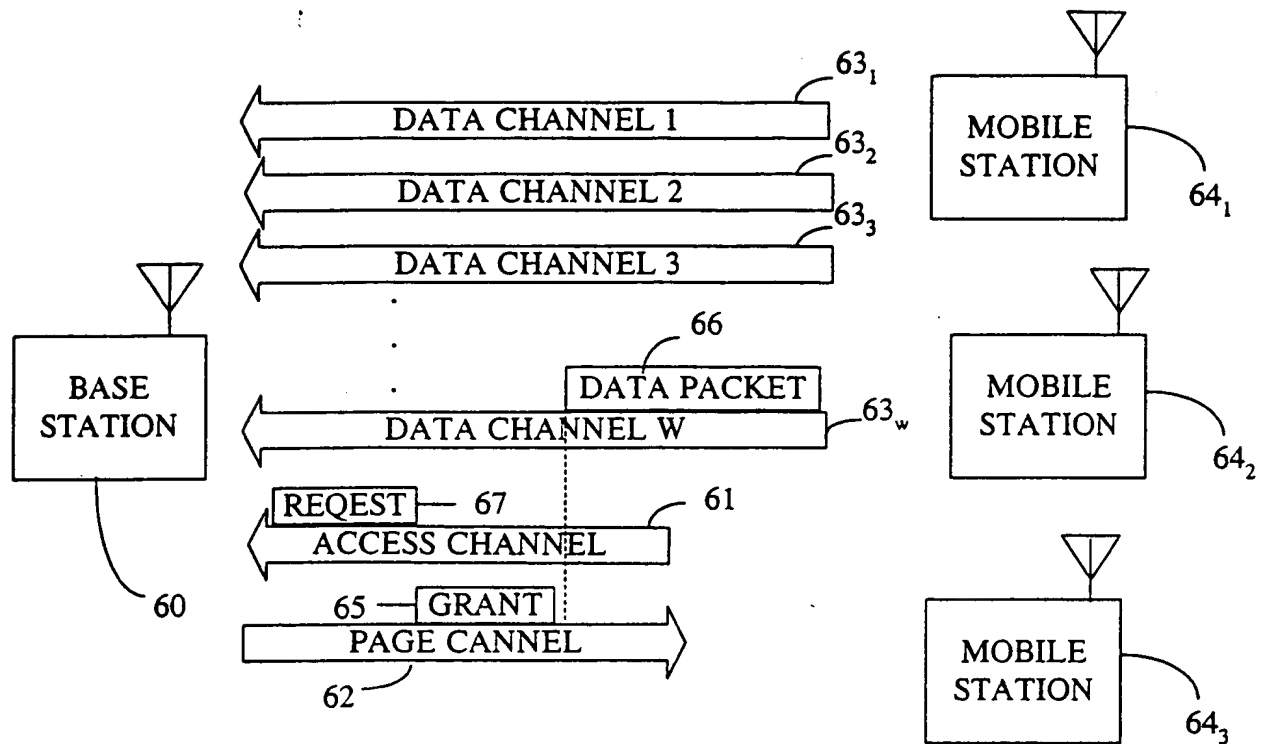 63₁
DATA CHANNEL 1
MOBILE
STATION
64₁
63₂
DATA CHANNEL 2
63₃
DATA CHANNEL 3
66
BASE
STATION
60
DATA PACKET
DATA CHANNEL W
63w
MOBILE
STATION
64₂
REQEST
67
61
ACCESS CHANNEL
65
GRANT
PAGE CANNEL
62
MOBILE
STATION
64₃